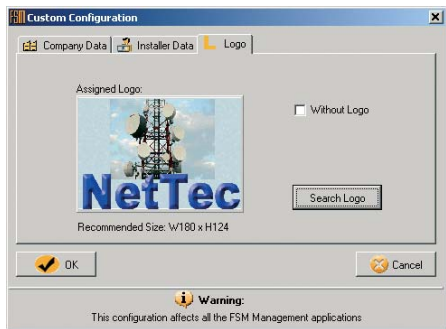 FSM Custom Configuration
Company Data Installer Data Logo
Assigned Logo:
Without Logo
NetTec
Search Logo
Recommended Size: W180 x H124
OK Cancel
Warning:
This configuration affects all the FSM Management applications